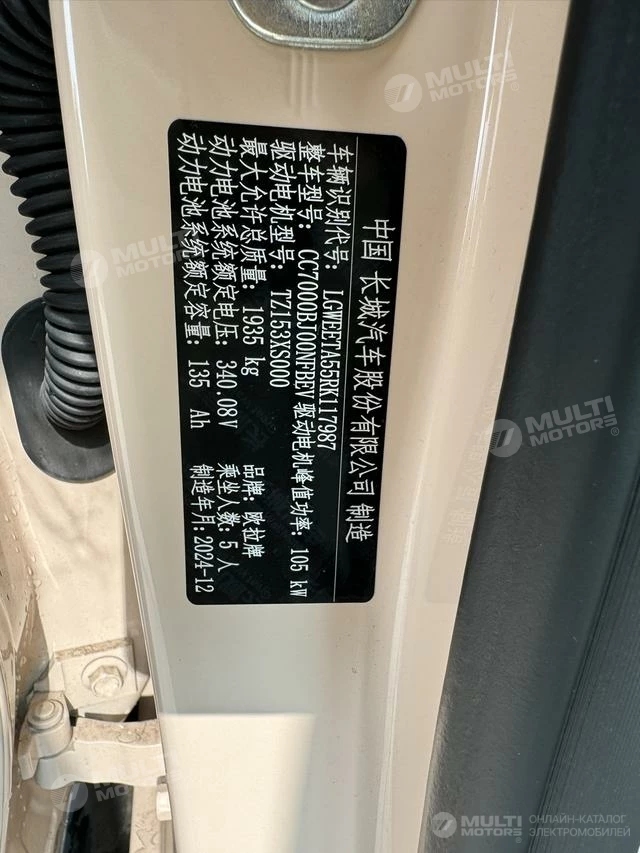 中国 长城汽车股份有限公司 制造
车辆识别代号: LGWEETA55RK117987
整车型号: CC7000BJ00NFBEV 驱动电机峰值功率: 105 kW
驱动电机型号: TZ153XS000
最大允许总质量: 1935 kg 品牌: 欧拉牌
动力电池系统额定电压: 340.08V 乘坐人数: 5人
动力电池系统额定容量: 135 Ah 制造年月: 2024-12
MULTI MOTORS®
MULTI MOTORS®
MULTI MOTORS®
MULTI MOTORS®
MULTI MOTORS® ОНЛАЙН-КАТАЛОГ ЭЛЕКТРОМОБИЛЕЙ